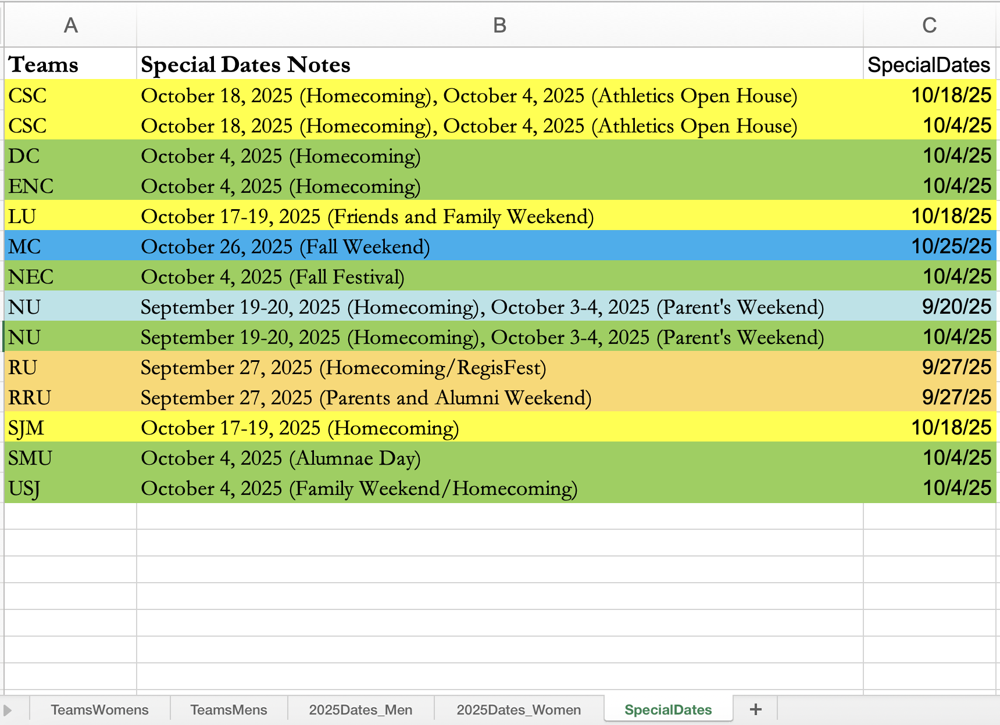 A B C
Teams Special Dates Notes SpecialDates
CSC October 18, 2025 (Homecoming), October 4, 2025 (Athletics Open House) 10/18/25
CSC October 18, 2025 (Homecoming), October 4, 2025 (Athletics Open House) 10/4/25
DC October 4, 2025 (Homecoming) 10/4/25
ENC October 4, 2025 (Homecoming) 10/4/25
LU October 17-19, 2025 (Friends and Family Weekend) 10/18/25
MC October 26, 2025 (Fall Weekend) 10/25/25
NEC October 4, 2025 (Fall Festival) 10/4/25
NU September 19-20, 2025 (Homecoming), October 3-4, 2025 (Parent's Weekend) 9/20/25
NU September 19-20, 2025 (Homecoming), October 3-4, 2025 (Parent's Weekend) 10/4/25
RU September 27, 2025 (Homecoming/RegisFest) 9/27/25
RRU September 27, 2025 (Parents and Alumni Weekend) 9/27/25
SJM October 17-19, 2025 (Homecoming) 10/18/25
SMU October 4, 2025 (Alumnae Day) 10/4/25
USJ October 4, 2025 (Family Weekend/Homecoming) 10/4/25
TeamsWomens TeamsMens 2025Dates_Men 2025Dates_Women SpecialDates +